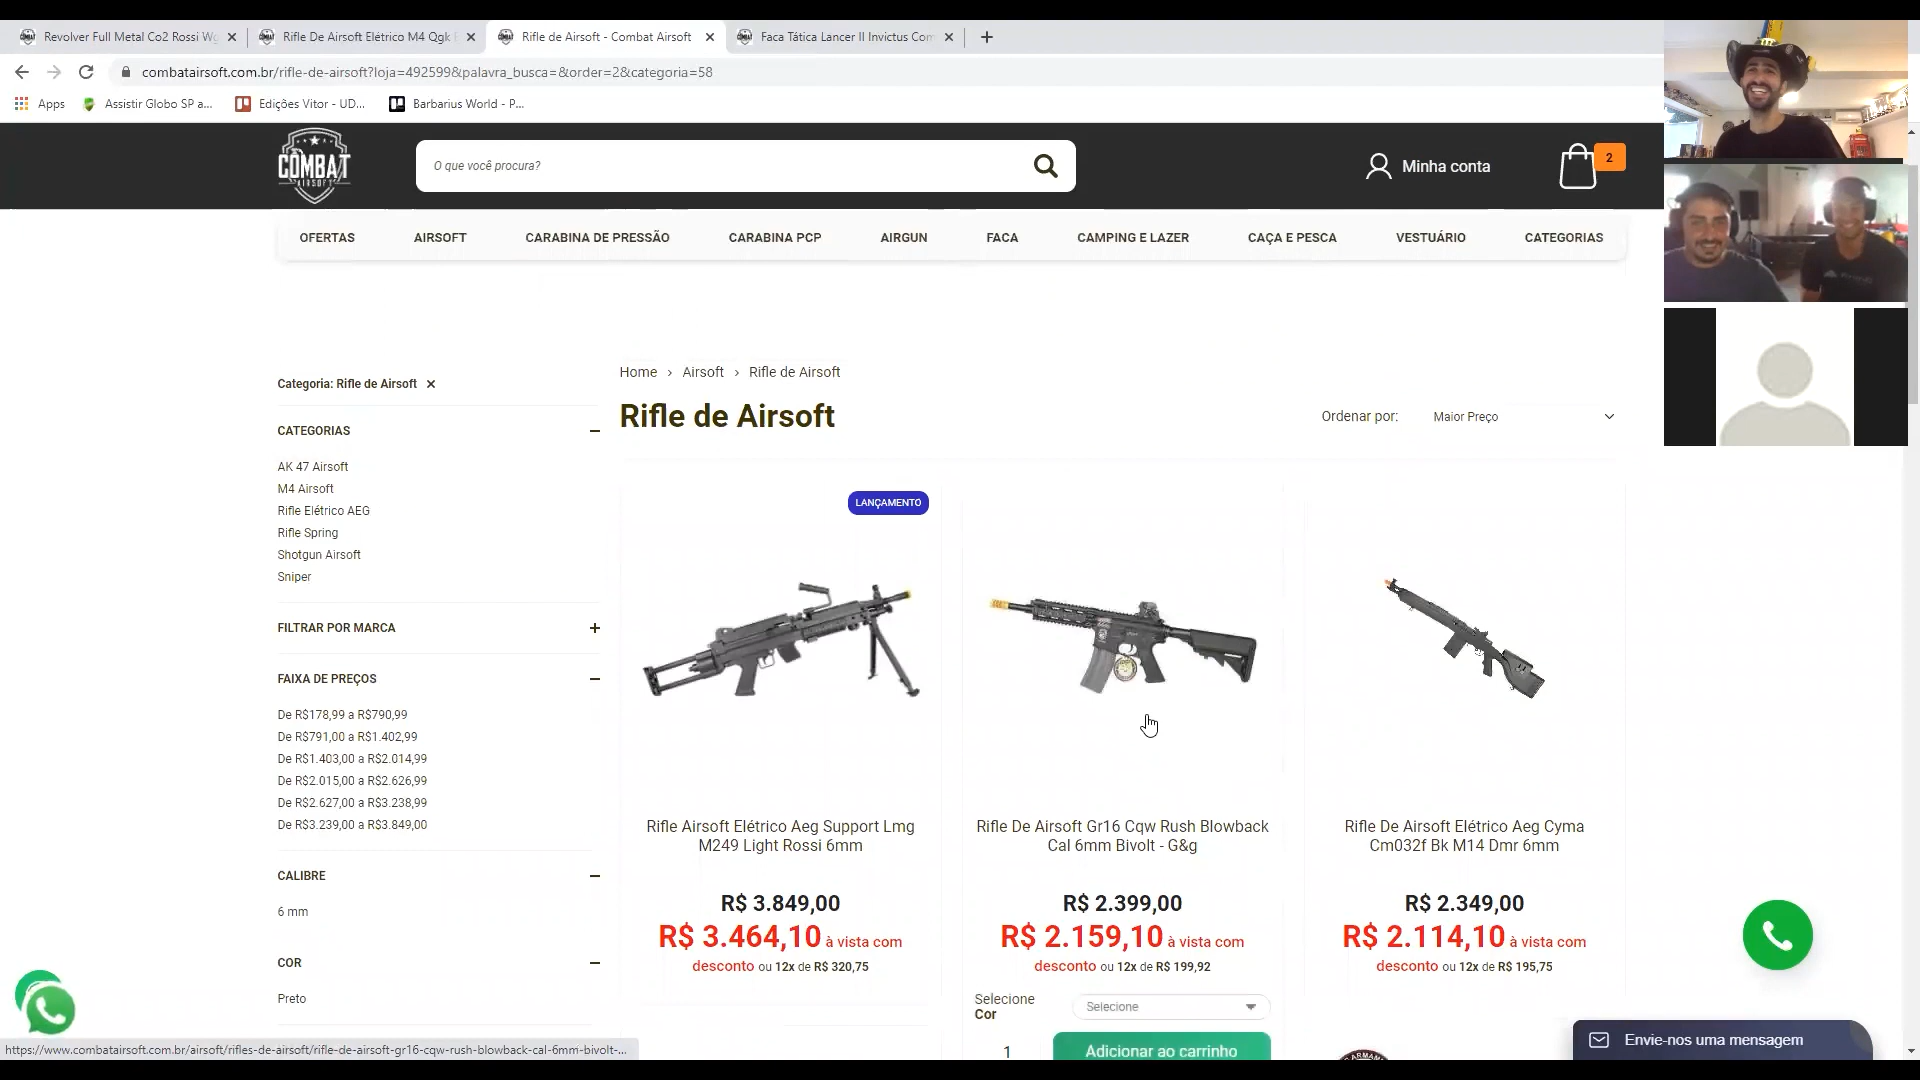 Revolver Full Metal Co2 Rossi Wg
Rifle De Airsoft Elétrico M4 Qgk
Rifle de Airsoft - Combat Airsoft
Faca Tática Lancer II Invictus Com
combatairsoft.com.br/rifle-de-airsoft?loja=492599&palavra_busca=&order=2&categoria=58
Apps
Assistir Globo SP a...
Edições Vitor - UD...
Barbarius World - P...
COMBAT
AIRSOFT
O que você procura?
Minha conta
2
OFERTAS
AIRSOFT
CARABINA DE PRESSÃO
CARABINA PCP
AIRGUN
FACA
CAMPING E LAZER
CAÇA E PESCA
VESTUÁRIO
CATEGORIAS
Categoria: Rifle de Airsoft
CATEGORIAS
AK 47 Airsoft
M4 Airsoft
Rifle Elétrico AEG
Rifle Spring
Shotgun Airsoft
Sniper
FILTRAR POR MARCA
FAIXA DE PREÇOS
De R$178,99 a R$790,99
De R$791,00 a R$1.402,99
De R$1.403,00 a R$2.014,99
De R$2.015,00 a R$2.626,99
De R$2.627,00 a R$3.238,99
De R$3.239,00 a R$3.849,00
CALIBRE
6 mm
COR
Preto
Home › Airsoft › Rifle de Airsoft
Rifle de Airsoft
Ordenar por: Maior Preço
LANÇAMENTO
Rifle Airsoft Elétrico Aeg Support Lmg
M249 Light Rossi 6mm
R$ 3.849,00
R$ 3.464,10 à vista com
desconto ou 12x de R$ 320,75
Rifle De Airsoft Gr16 Cqw Rush Blowback
Cal 6mm Bivolt - G&g
R$ 2.399,00
R$ 2.159,10 à vista com
desconto ou 12x de R$ 199,92
Selecione
Cor
Selecione
1
Adicionar ao carrinho
Rifle De Airsoft Elétrico Aeg Cyma
Cm032f Bk M14 Dmr 6mm
R$ 2.349,00
R$ 2.114,10 à vista com
desconto ou 12x de R$ 195,75
Envie-nos uma mensagem
https://www.combatairsoft.com.br/airsoft/rifles-de-airsoft/rifle-de-airsoft-gr16-cqw-rush-blowback-cal-6mm-bivolt-...